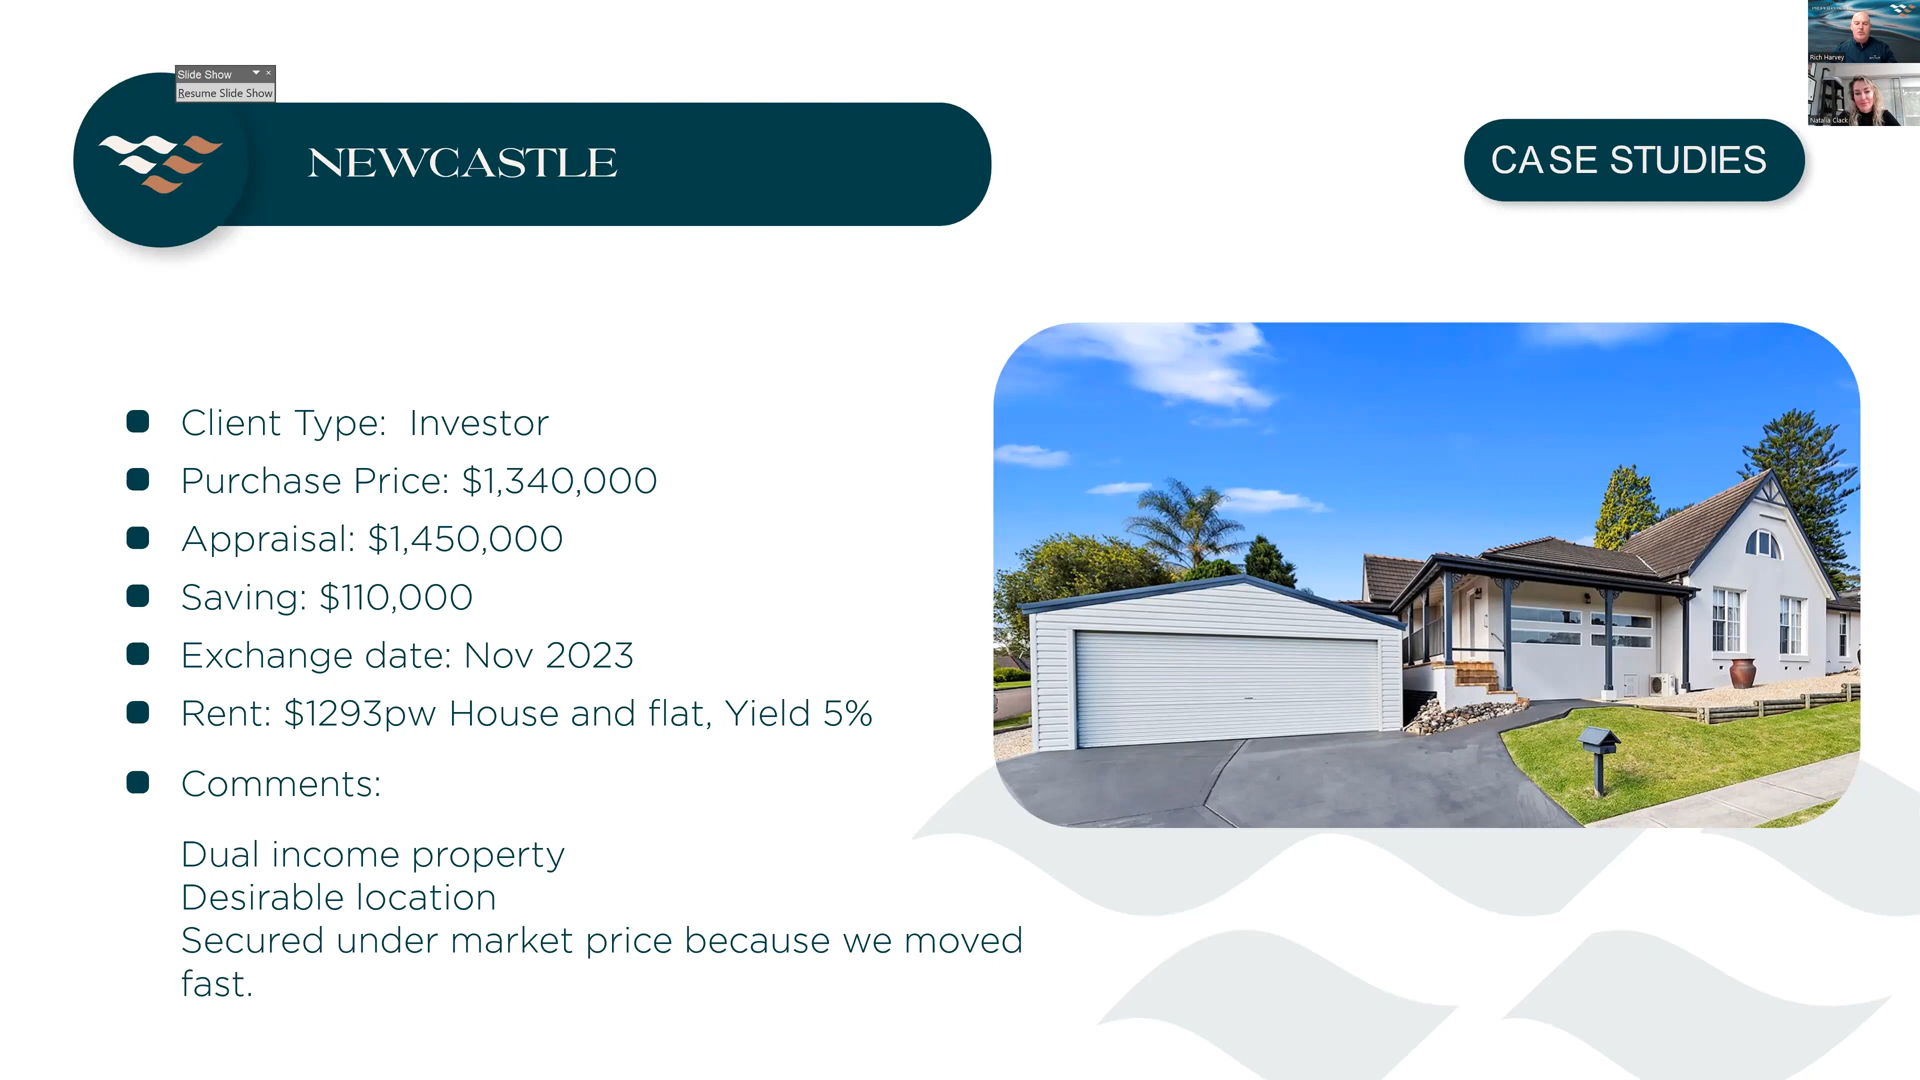 Slide Show
Resume Slide Show
NEWCASTLE
CASE STUDIES
Rich Harvey
Natalia Clack
Client Type: Investor
Purchase Price: $1,340,000
Appraisal: $1,450,000
Saving: $110,000
Exchange date: Nov 2023
Rent: $1293pw House and flat, Yield 5%
Comments:
Dual income property
Desirable location
Secured under market price because we moved
fast.